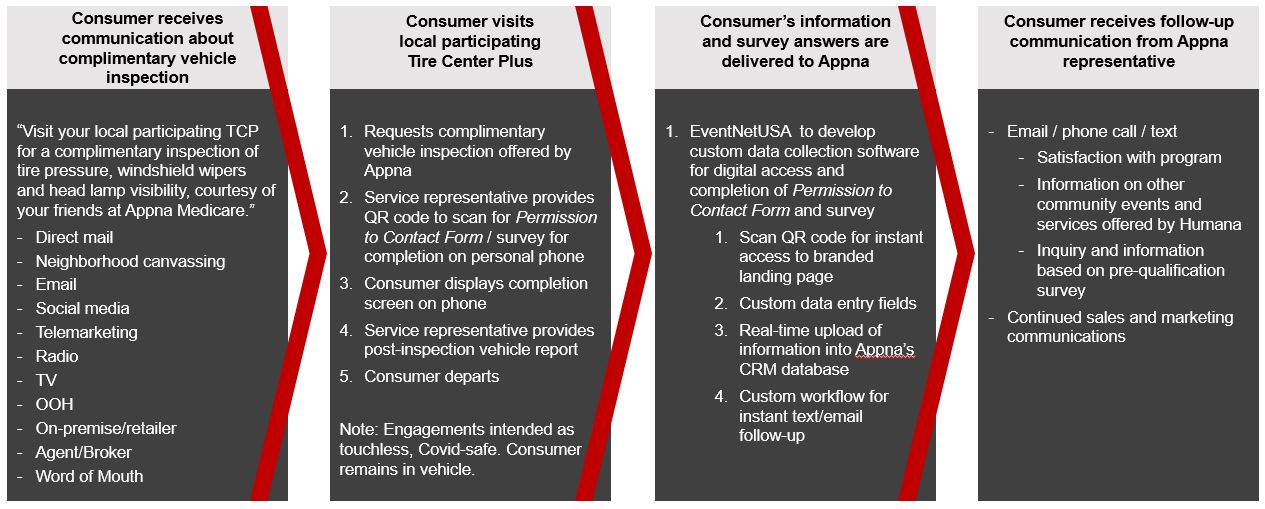 Consumer receives
communication about
complimentary vehicle
inspection
“Visit your local participating TCP
for a complimentary inspection of
tire pressure, windshield wipers
and head lamp visibility, courtesy of
your friends at Appna Medicare.”
- Direct mail
- Neighborhood canvassing
- Email
- Social media
- Telemarketing
- Radio
- TV
- OOH
- On-premise/retailer
- Agent/Broker
- Word of Mouth
Consumer visits
local participating
Tire Center Plus
1. Requests complimentary
vehicle inspection offered by
Appna
2. Service representative provides
QR code to scan for Permission
to Contact Form / survey for
completion on personal phone
3. Consumer displays completion
screen on phone
4. Service representative provides
post-inspection vehicle report
5. Consumer departs
Note: Engagements intended as
touchless, Covid-safe. Consumer
remains in vehicle.
Consumer’s information
and survey answers are
delivered to Appna
1. EventNetUSA to develop
custom data collection software
for digital access and
completion of Permission to
Contact Form and survey
1. Scan QR code for instant
access to branded
landing page
2. Custom data entry fields
3. Real-time upload of
information into Appna’s
CRM database
4. Custom workflow for
instant text/email
follow-up
Consumer receives follow-up
communication from Appna
representative
- Email / phone call / text
- Satisfaction with program
- Information on other
community events and
services offered by Humana
- Inquiry and information
based on pre-qualification
survey
- Continued sales and marketing
communications